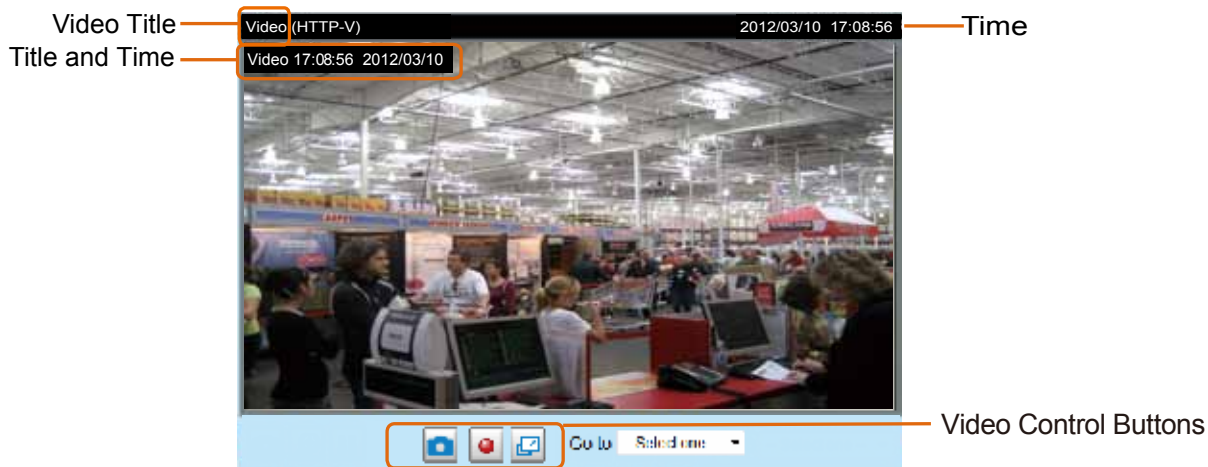 Video Title
Video (HTTP-V)
2012/03/10 17:08:56
Time
Title and Time
Video 17:08:56 2012/03/10
Go to
Select one
Video Control Buttons